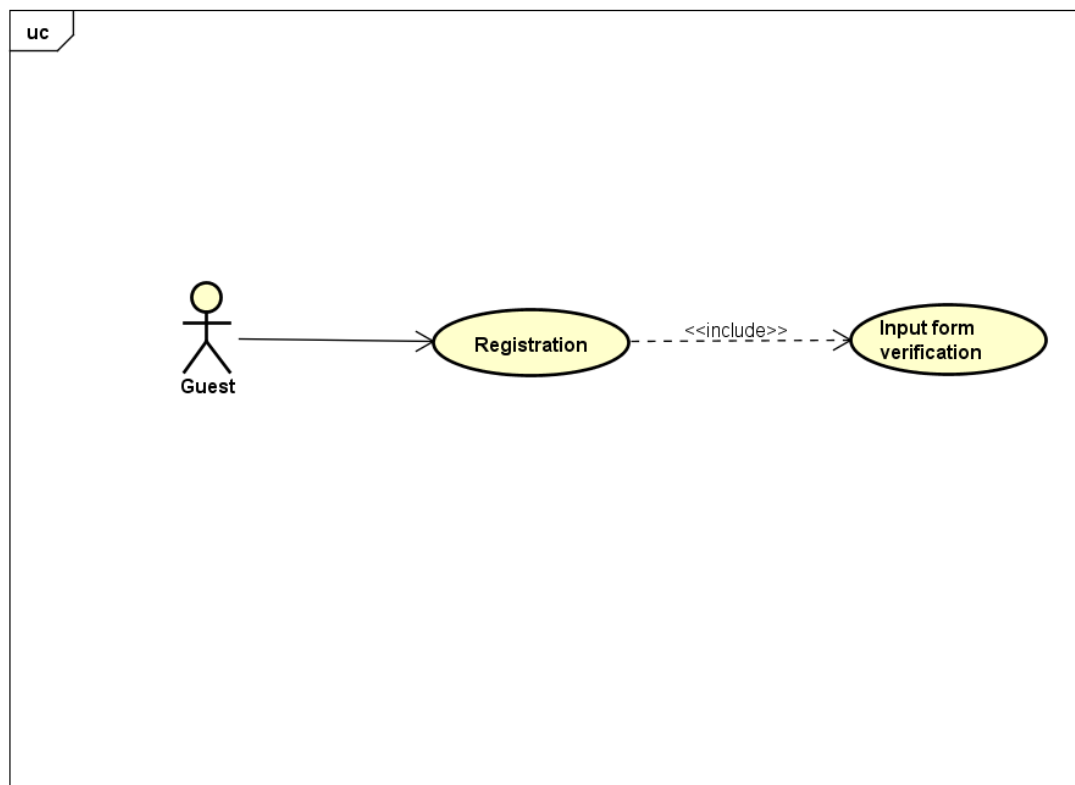 uc
Guest
Registration
<<include>>
Input form
verification